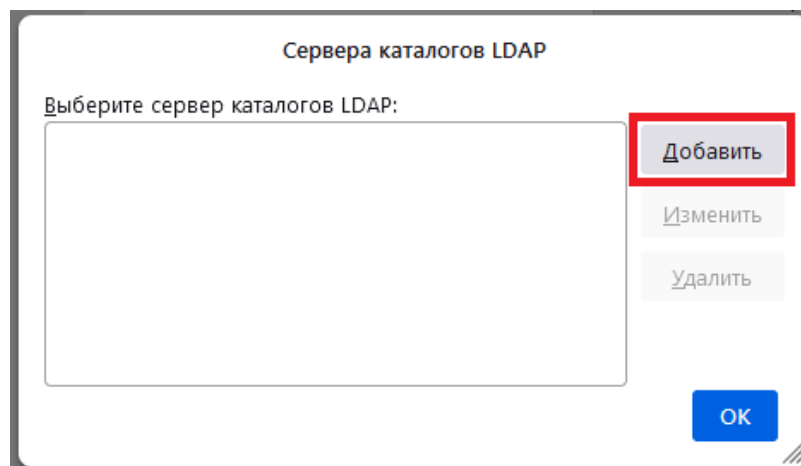 Сервера каталогов LDAP
Выберите сервер каталогов LDAP:
Добавить
Изменить
Удалить
OK